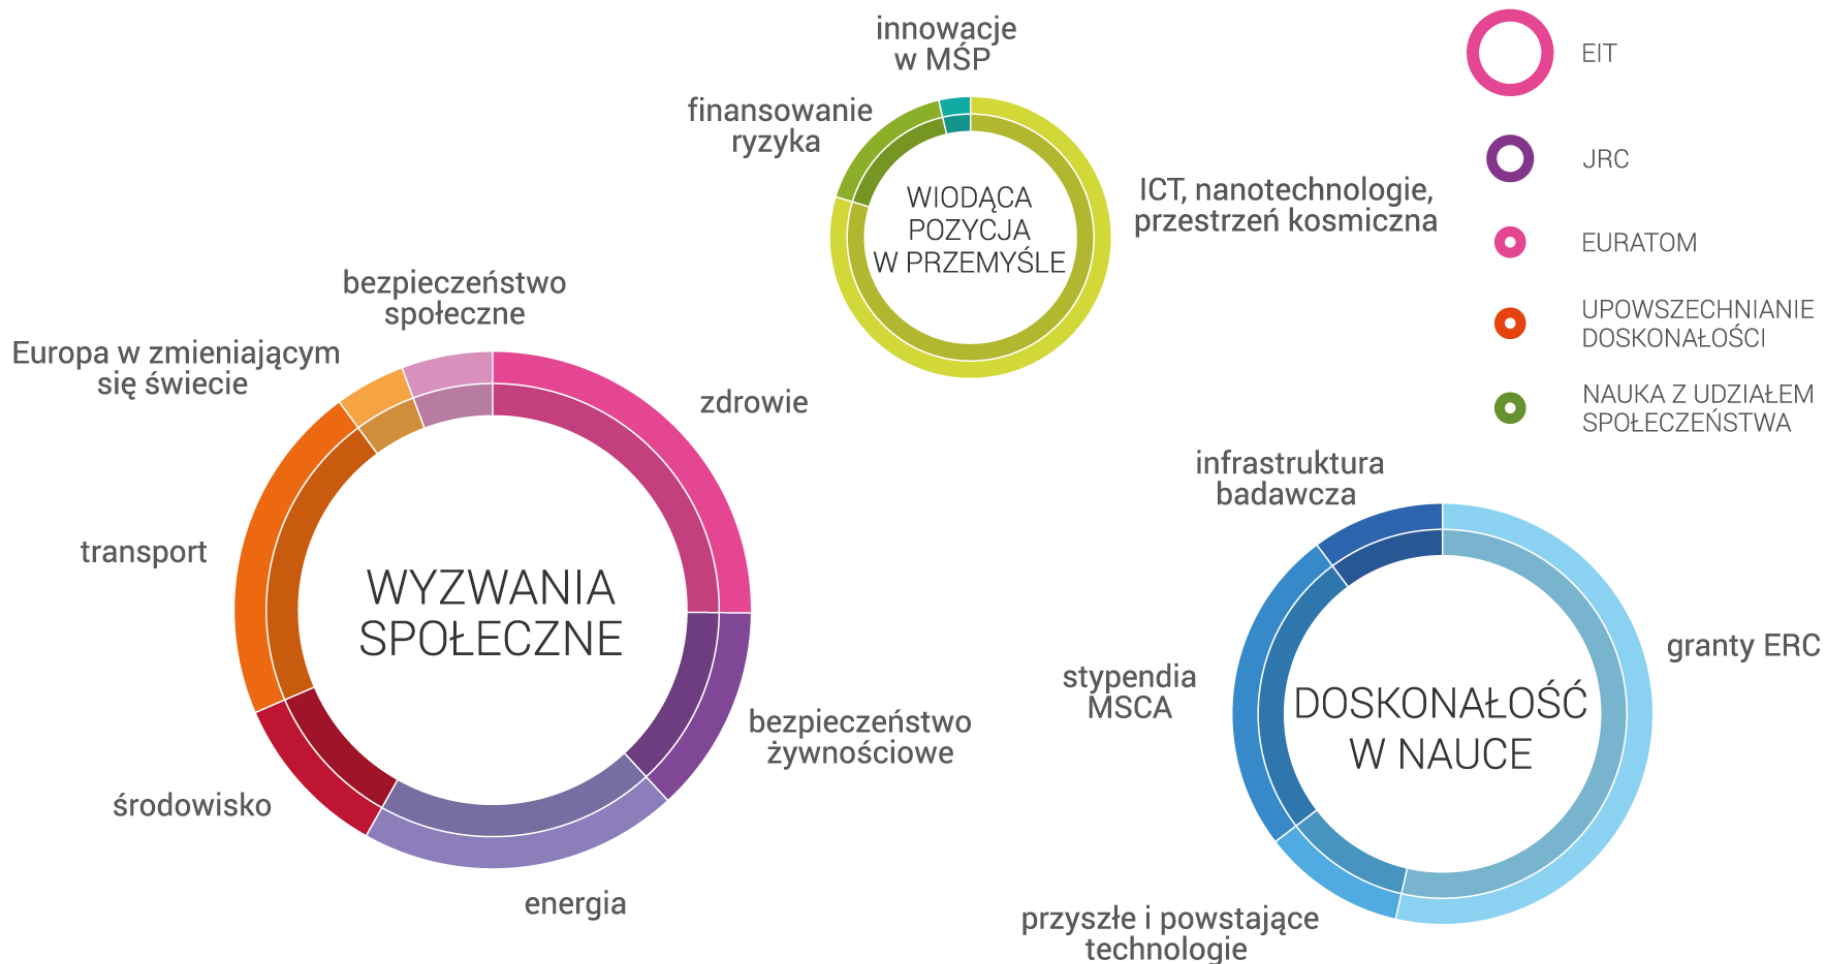 innowacje
w MŚP
finansowanie
ryzyka
WIODĄCA
POZYCJA
W PRZEMYŚLE
ICT, nanotechnologie,
przestrzeń kosmiczna
EIT
JRC
EURATOM
UPOWSZECHNIANIE
DOSKONAŁOŚCI
NAUKA Z UDZIAŁEM
SPOŁECZEŃSTWA
bezpieczeństwo
społeczne
Europa w zmieniającym
się świecie
zdrowie
transport
WYZWANIA
SPOŁECZNE
bezpieczeństwo
żywnościowe
środowisko
energia
infrastruktura
badawcza
granty ERC
stypendia
MSCA
DOSKONAŁOŚĆ
W NAUCE
przyszłe i powstające
technologie